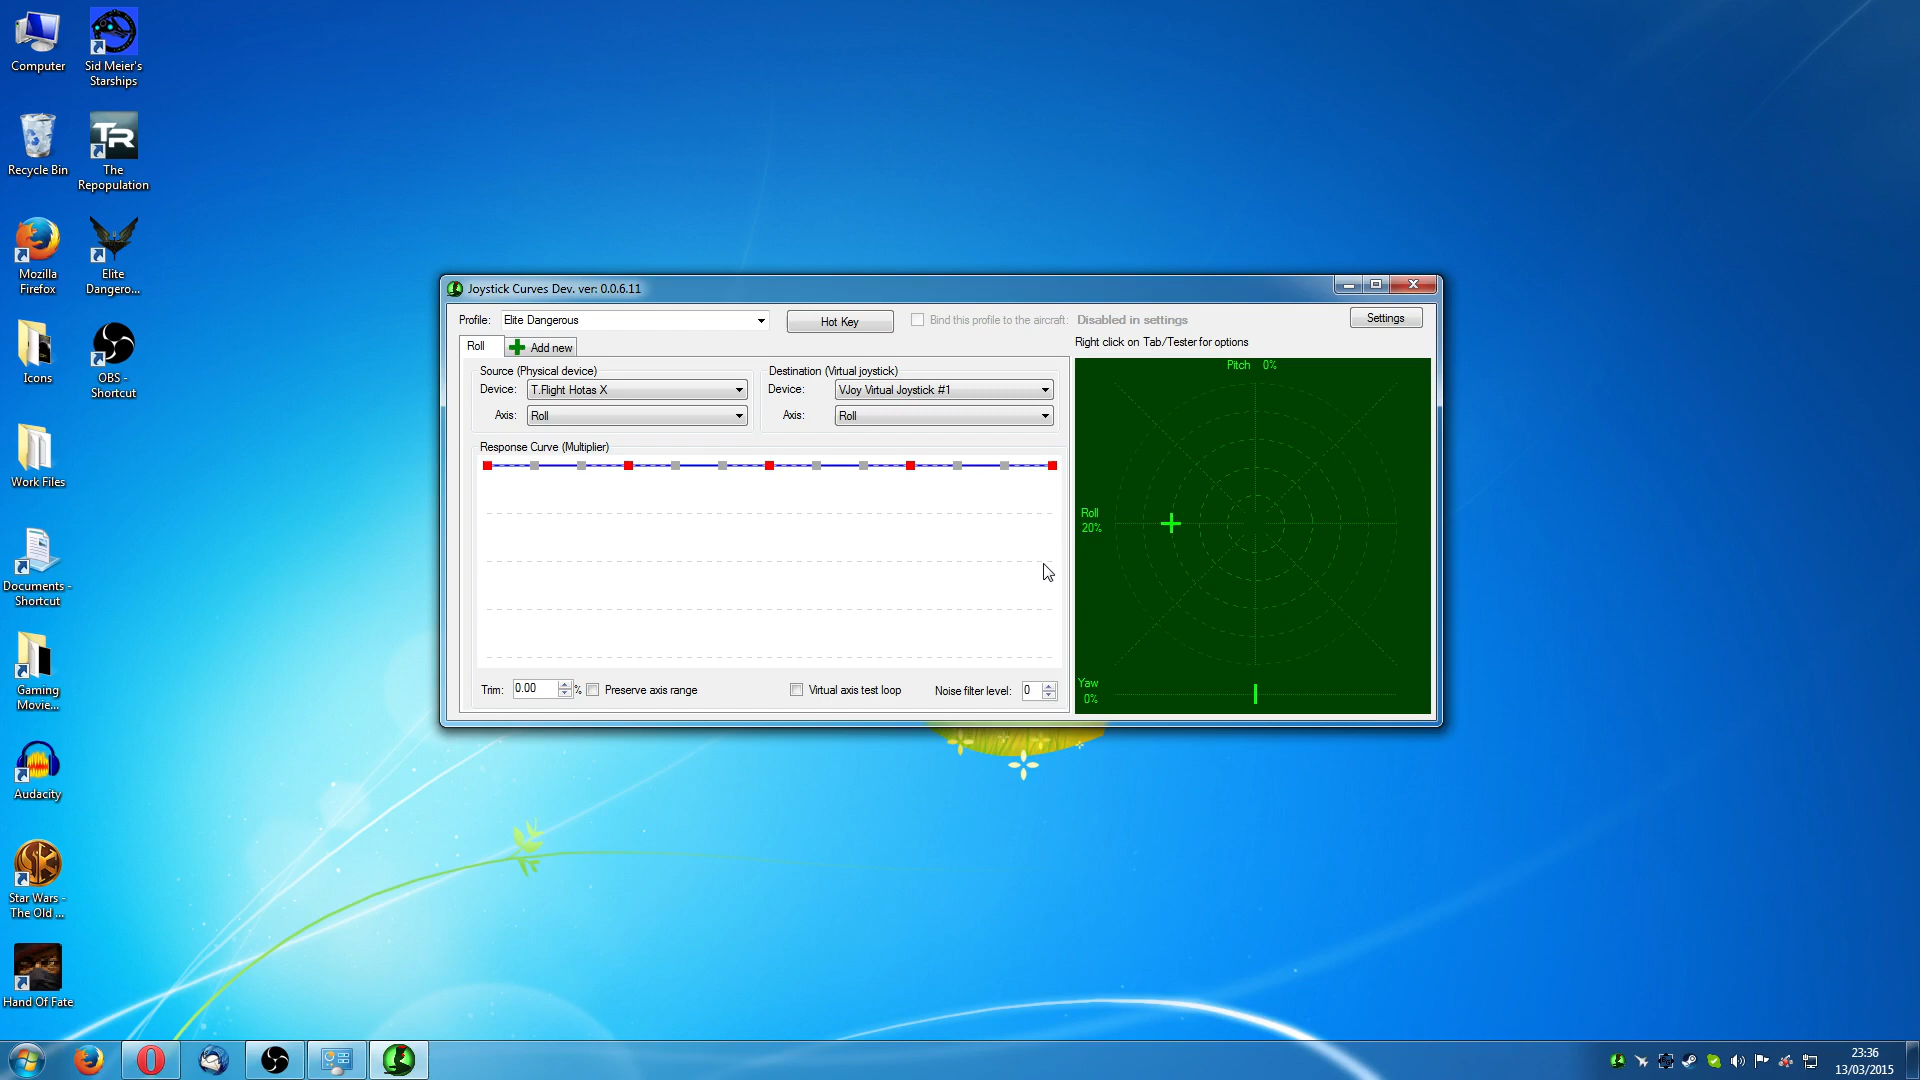 Computer
Sid Meier's
Starships
Recycle Bin
TR
The
Repopulation
Mozilla
Firefox
Elite
Dangero...
Icons
OBS -
Shortcut
Work Files
Documents -
Shortcut
Gaming
Movie...
Audacity
Star Wars -
The Old ...
Hand Of Fate
Joystick Curves Dev. ver: 0.0.6.11
Profile: Elite Dangerous
Hot Key
Bind this profile to the aircraft: Disabled in settings
Settings
Roll
Add new
Right click on Tab/Tester for options
Source (Physical device)
Device: T.Flight Hotas X
Axis: Roll
Destination (Virtual joystick)
Device: VJoy Virtual Joystick #1
Axis: Roll
Response Curve (Multiplier)
Trim: 0.00 % Preserve axis range
Virtual axis test loop
Noise filter level: 0
Pitch 0%
Roll
20%
Yaw
0%
23:36
13/03/2015